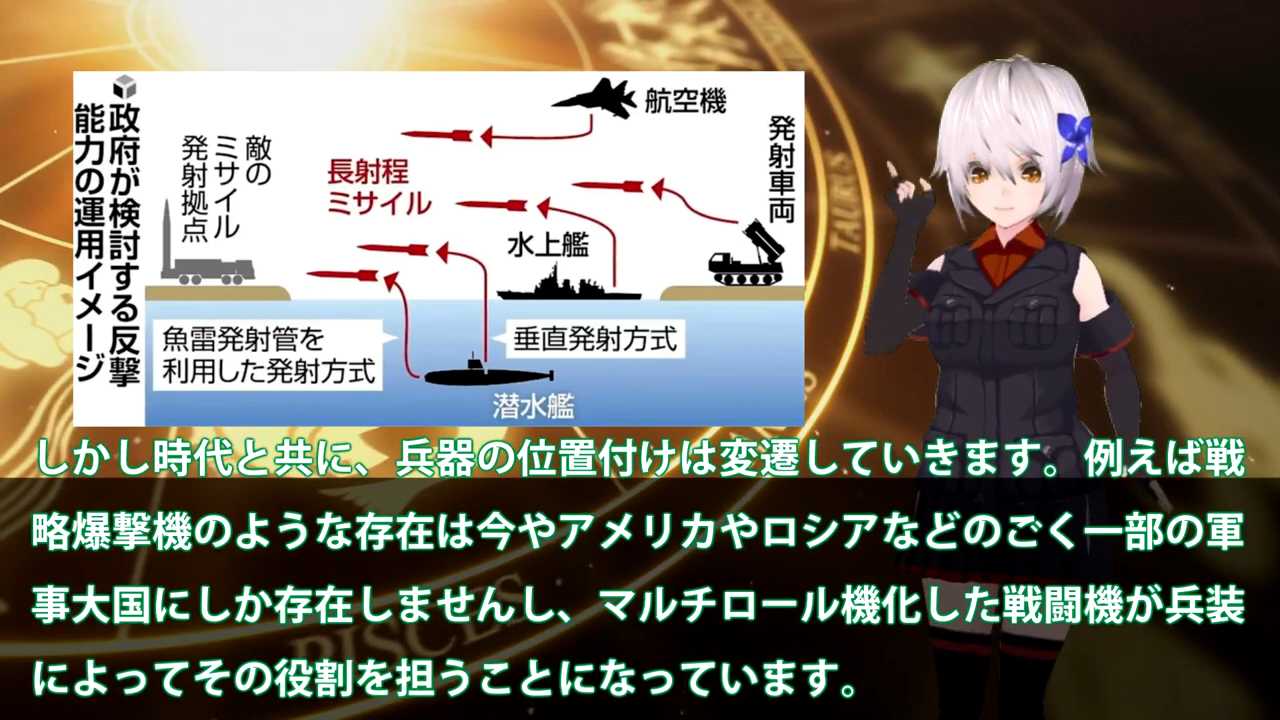 政府が検討する反撃
能力の運用イメージ
敵の
ミサイル
発射拠点
長射程
ミサイル
航空機
発射車両
水上艦
魚雷発射管を
利用した発射方式
垂直発射方式
潜水艦
TAURUS
しかし時代と共に、兵器の位置付けは変遷していきます。例えば戦
略爆撃機のような存在は今やアメリカやロシアなどのごく一部の軍
事大国にしか存在しませんし、マルチロール機化した戦闘機が兵装
によってその役割を担うことになっています。
PISCES